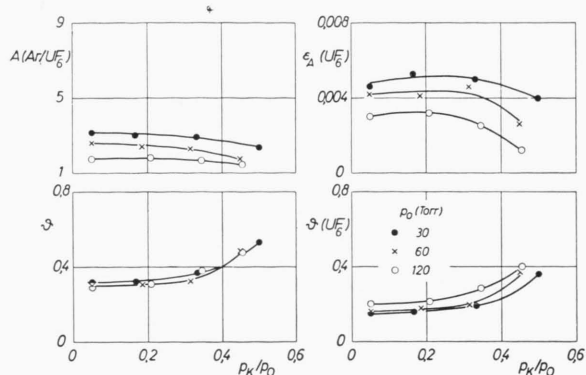 9
A (Ar/UF6)
5
1
0,008
εA (UF6)
0,004
0
0,8
ϑ
0,4
0
0 0,2 0,4 0,6
pK/p0
0,8
ϑ (UF6)
0,4
0
p0 (Torr)
● 30
× 60
○ 120
0 0,2 0,4 0,6
pK/p0